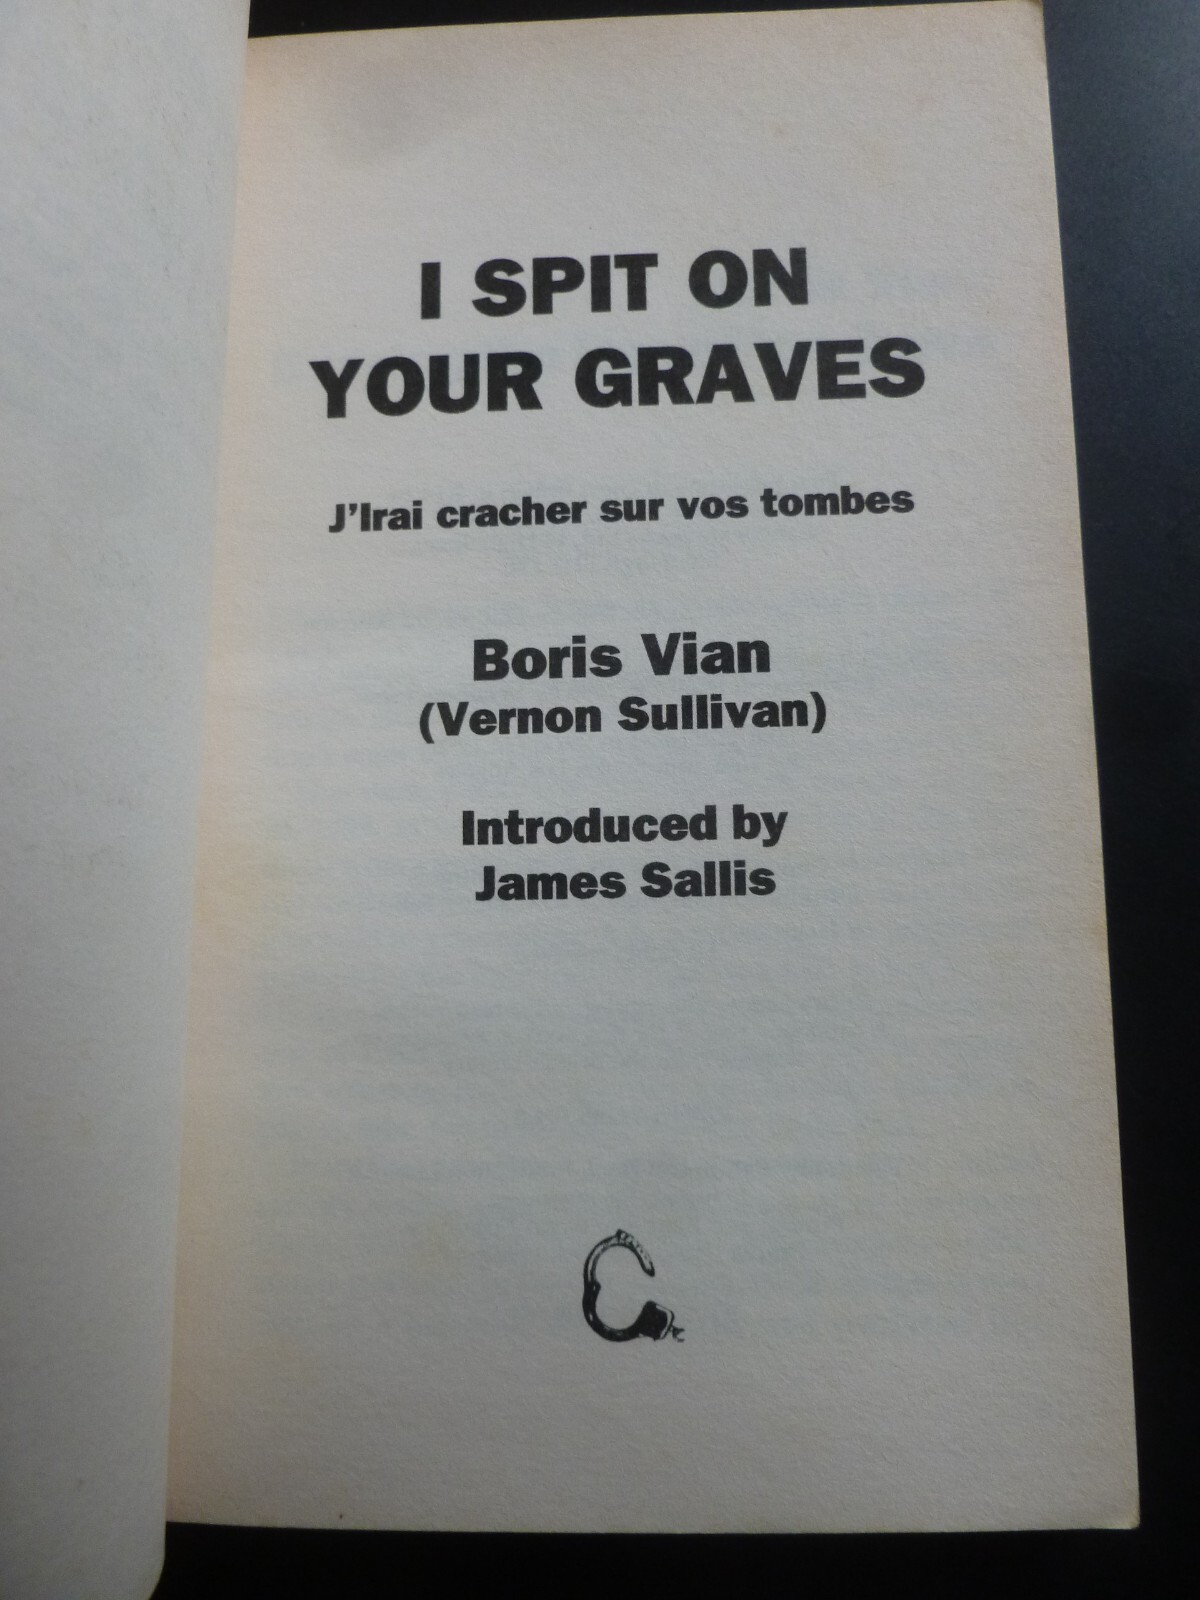 I SPIT ON
YOUR GRAVES
J'Irai cracher sur vos tombes
Boris Vian
(Vernon Sullivan)
Introduced by
James Sallis